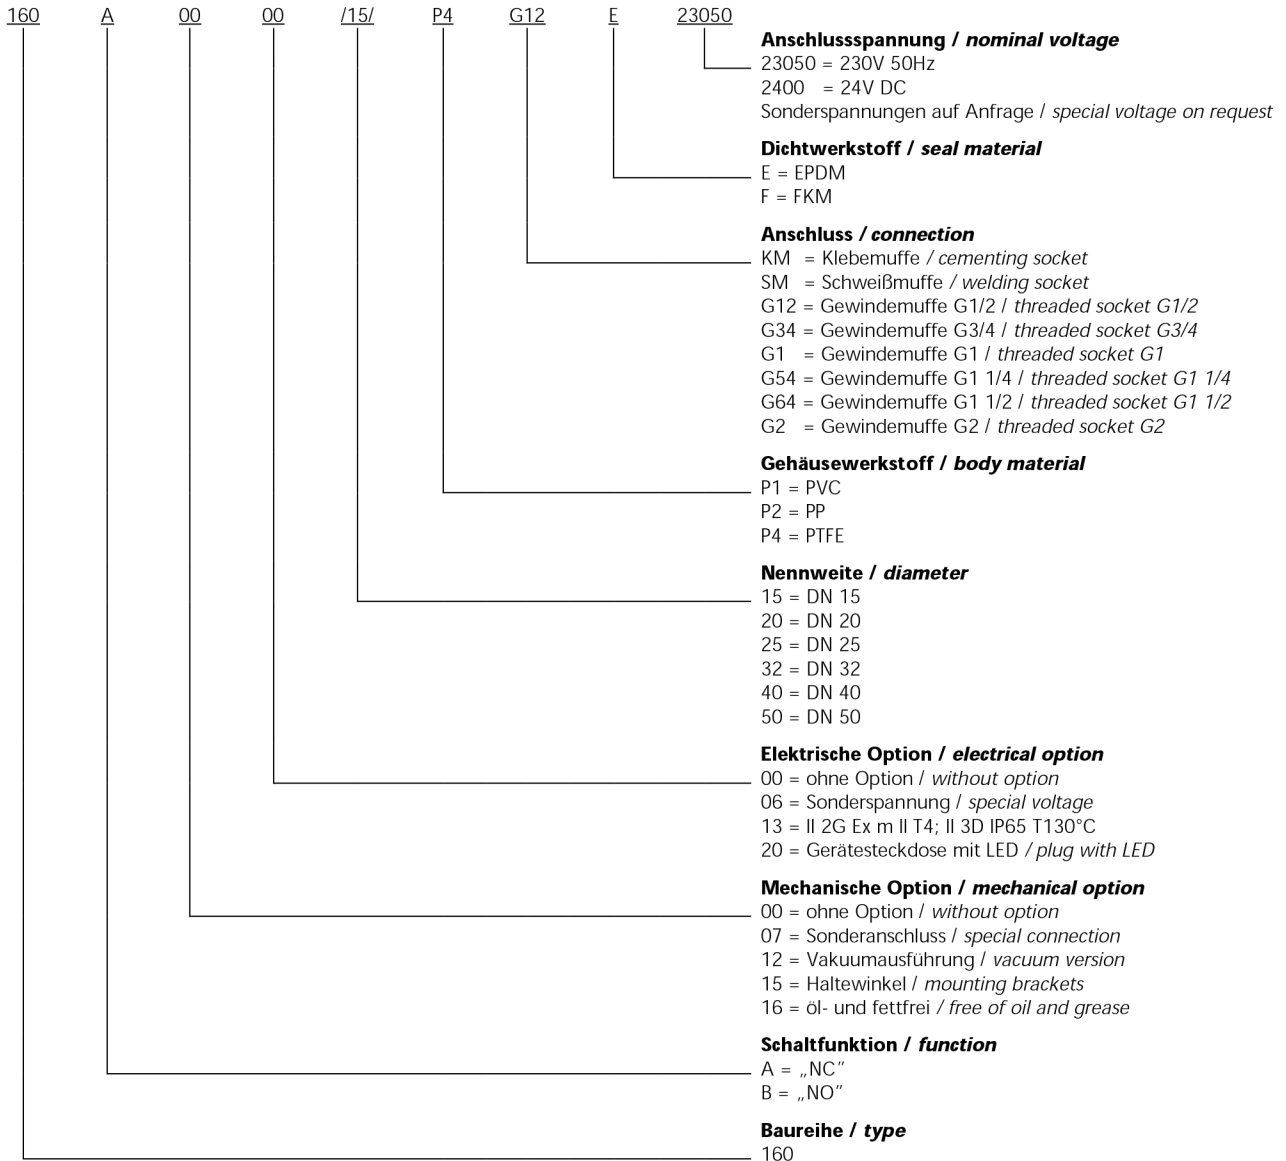 160 A 00 00 /15/ P4 G12 E 23050
Anschlussspannung / nominal voltage
23050 = 230V 50Hz
2400 = 24V DC
Sonderspannungen auf Anfrage / special voltage on request
Dichtwerkstoff / seal material
E = EPDM
F = FKM
Anschluss / connection
KM = Klebemuffe / cementing socket
SM = Schweißmuffe / welding socket
G12 = Gewindemuffe G1/2 / threaded socket G1/2
G34 = Gewindemuffe G3/4 / threaded socket G3/4
G1 = Gewindemuffe G1 / threaded socket G1
G54 = Gewindemuffe G1 1/4 / threaded socket G1 1/4
G64 = Gewindemuffe G1 1/2 / threaded socket G1 1/2
G2 = Gewindemuffe G2 / threaded socket G2
Gehäusewerkstoff / body material
P1 = PVC
P2 = PP
P4 = PTFE
Nennweite / diameter
15 = DN 15
20 = DN 20
25 = DN 25
32 = DN 32
40 = DN 40
50 = DN 50
Elektrische Option / electrical option
00 = ohne Option / without option
06 = Sonderspannung / special voltage
13 = II 2G Ex m II T4; II 3D IP65 T130°C
20 = Gerätesteckdose mit LED / plug with LED
Mechanische Option / mechanical option
00 = ohne Option / without option
07 = Sonderanschluss / special connection
12 = Vakuumausführung / vacuum version
15 = Haltewinkel / mounting brackets
16 = öl- und fettfrei / free of oil and grease
Schaltfunktion / function
A = „NC”
B = „NO”
Baureihe / type
160